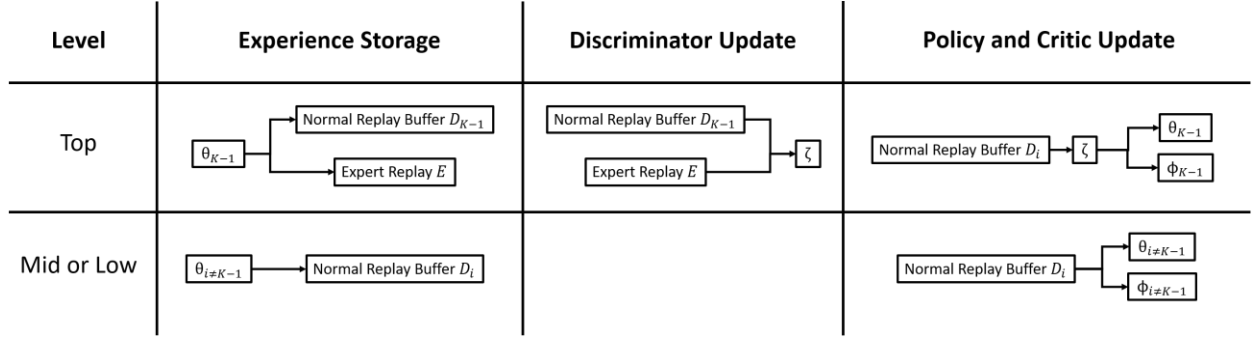 Level
Experience Storage
Discriminator Update
Policy and Critic Update
Top
θ_{K−1}
Normal Replay Buffer D_{K−1}
Expert Replay E
Normal Replay Buffer D_{K−1}
Expert Replay E
ζ
Normal Replay Buffer D_i
ζ
θ_{K−1}
ϕ_{K−1}
Mid or Low
θ_{i≠K−1}
Normal Replay Buffer D_i
Normal Replay Buffer D_i
θ_{i≠K−1}
ϕ_{i≠K−1}